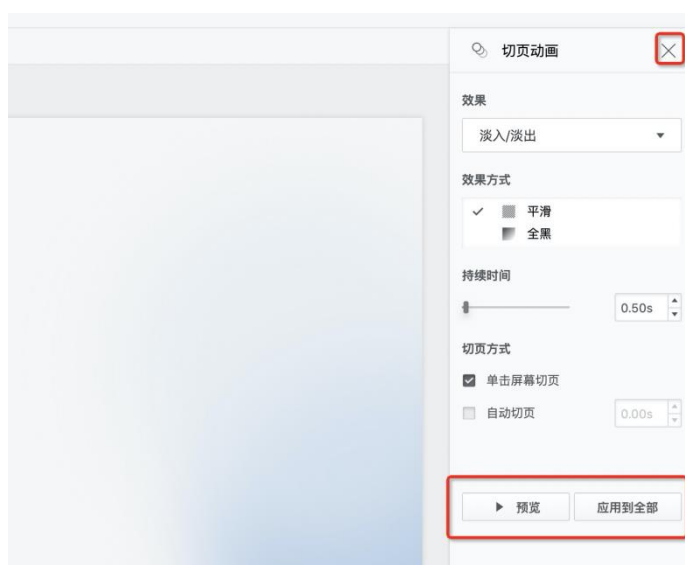 切页动画
效果
淡入/淡出
效果方式
平滑
全黑
持续时间
0.50s
切页方式
单击屏幕切页
自动切页 0.00s
预览 应用到全部